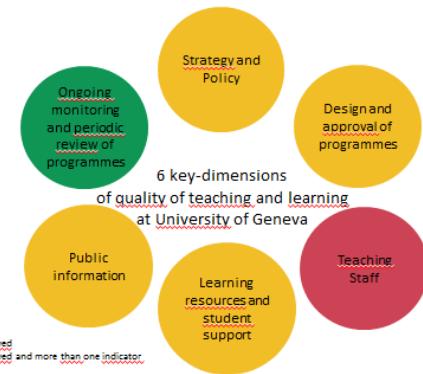 Strategy and
Policy
Ongoing
monitoring
and periodic
review of
programmes
Design and
approval of
programmes
6 key-dimensions
of quality of teaching and learning
at University of Geneva
Public
information
Teaching
Staff
Learning
resources and
student
support
ved and more than one indicator